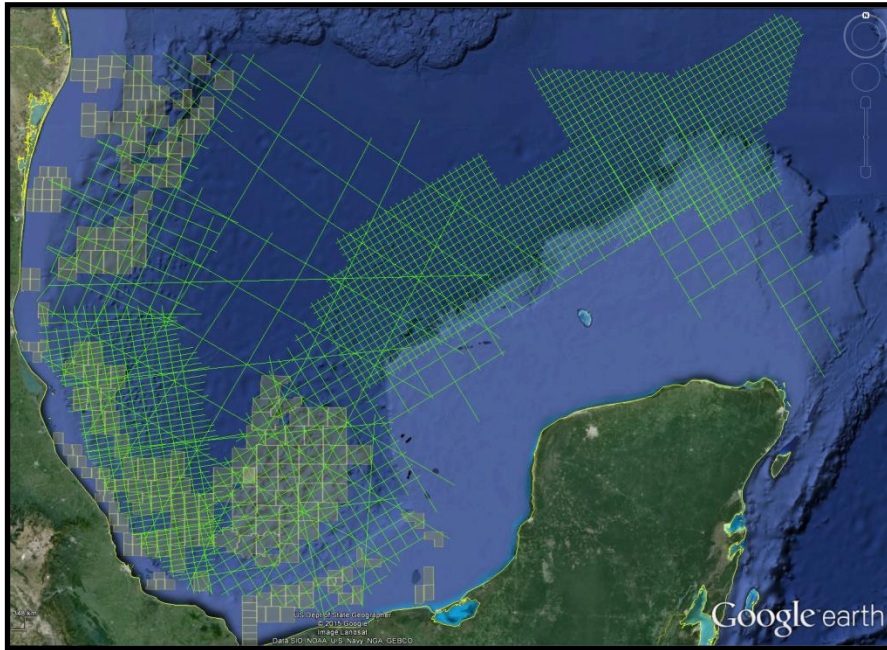 N
US Dept of State Geographer
© 2015 Google
Image Landsat
Data SIO, NOAA, U.S. Navy, NGA, GEBCO
Google earth